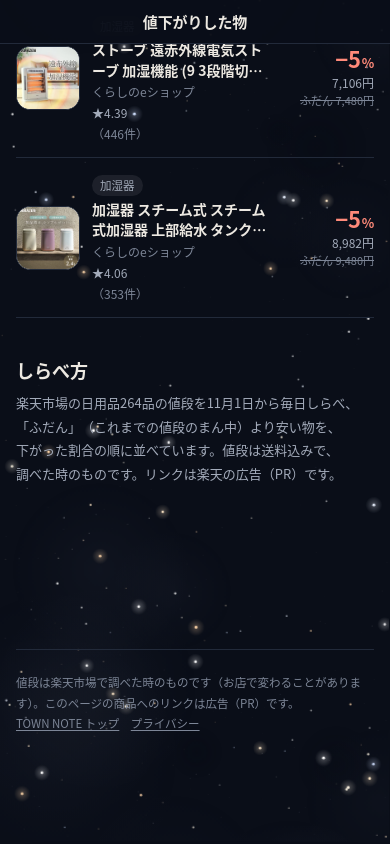 値下がりした物
ストーブ 遠赤外線電気スト
ーブ 加湿機能 (9 3段階切…
くらしのeショップ
★4.39
（446件）
−5%
7,106円
ふだん 7,480円
加湿器
加湿器 スチーム式 スチーム
式加湿器 上部給水 タンク…
くらしのeショップ
★4.06
（353件）
−5%
8,982円
ふだん 9,480円
しらべ方
楽天市場の日用品264品の値段を11月1日から毎日しらべ、
「ふだん」（これまでの値段のまん中）より安い物を、
下がった割合の順に並べています。値段は送料込みで、
調べた時のものです。リンクは楽天の広告（PR）です。
値段は楽天市場で調べた時のものです（お店で変わることがありま
す）。このページの商品へのリンクは広告（PR）です。
TOWN NOTE トップ プライバシー